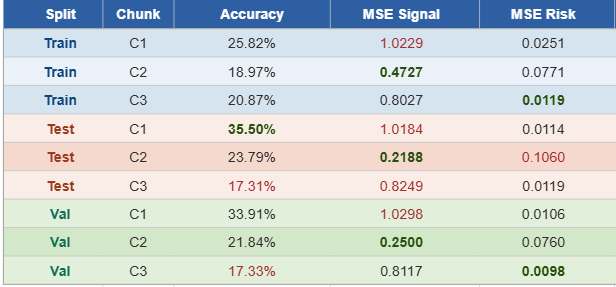 Split Chunk Accuracy MSE Signal MSE Risk
Train C1 25.82% 1.0229 0.0251
Train C2 18.97% 0.4727 0.0771
Train C3 20.87% 0.8027 0.0119
Test C1 35.50% 1.0184 0.0114
Test C2 23.79% 0.2188 0.1060
Test C3 17.31% 0.8249 0.0119
Val C1 33.91% 1.0298 0.0106
Val C2 21.84% 0.2500 0.0760
Val C3 17.33% 0.8117 0.0098